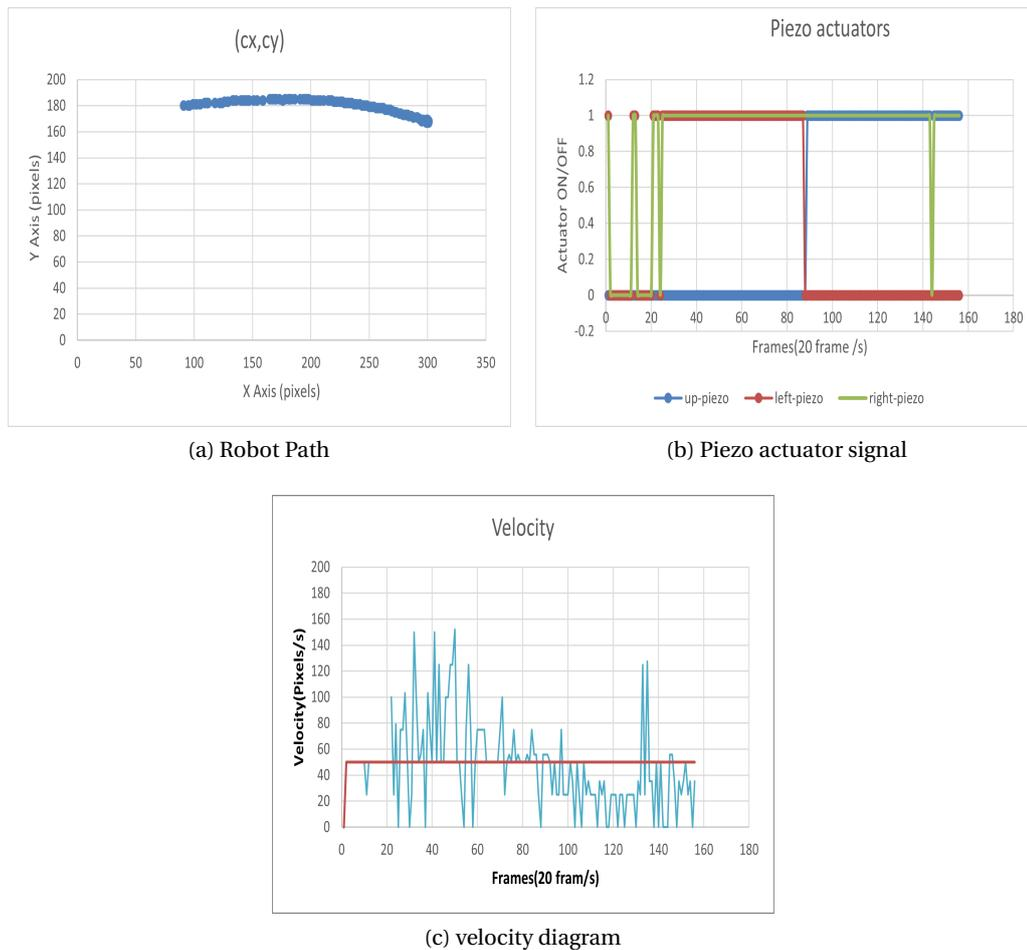 (cx,cy)
200
180
160
140
120
100
80
60
40
20
0
Y Axis (pixels)
0 50 100 150 200 250 300 350
X Axis (pixels)
(a) Robot Path
Piezo actuators
1.2
1
0.8
0.6
0.4
0.2
0
-0.2
Actuator ON/OFF
0 20 40 60 80 100 120 140 160 180
Frames(20 frame /s)
up-piezo left-piezo right-piezo
(b) Piezo actuator signal
Velocity
200
180
160
140
120
100
80
60
40
20
0
Velocity(Pixels/s)
0 20 40 60 80 100 120 140 160 180
Frames(20 fram/s)
(c) velocity diagram